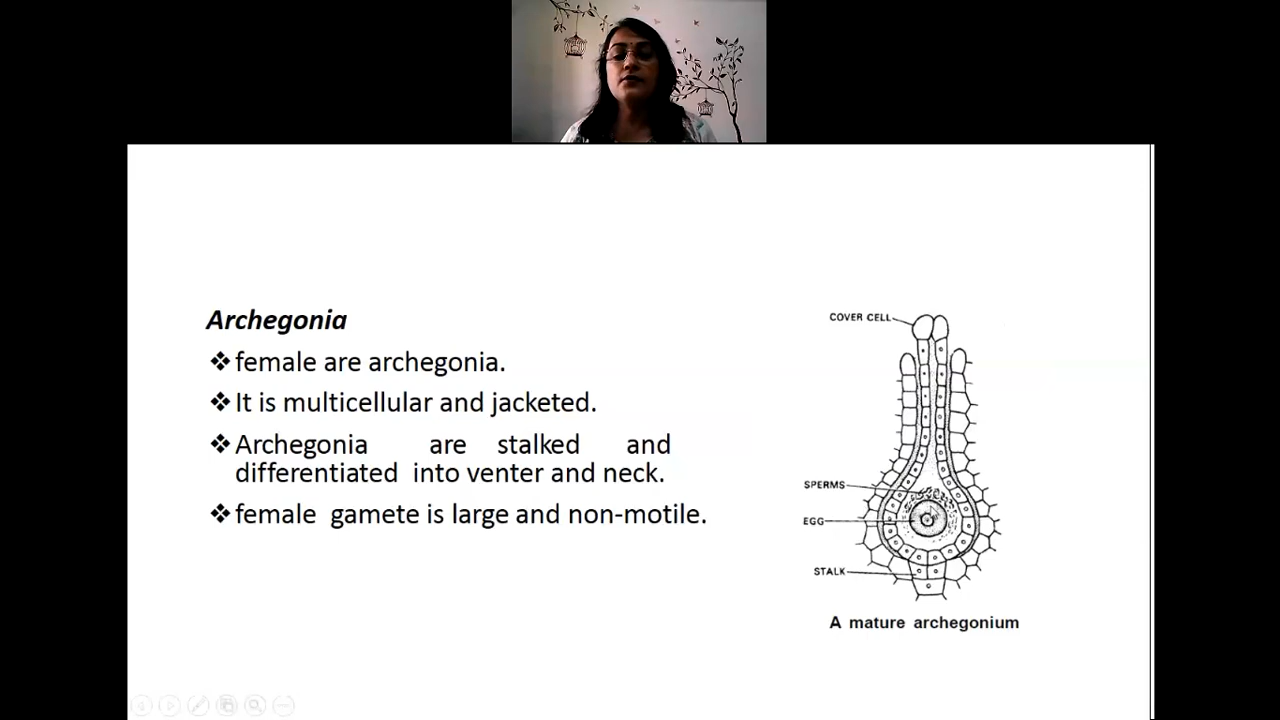 Archegonia
❖female are archegonia.
❖It is multicellular and jacketed.
❖Archegonia are stalked and
differentiated into venter and neck.
❖female gamete is large and non-motile.
COVER CELL
SPERMS
EGG
STALK
A mature archegonium